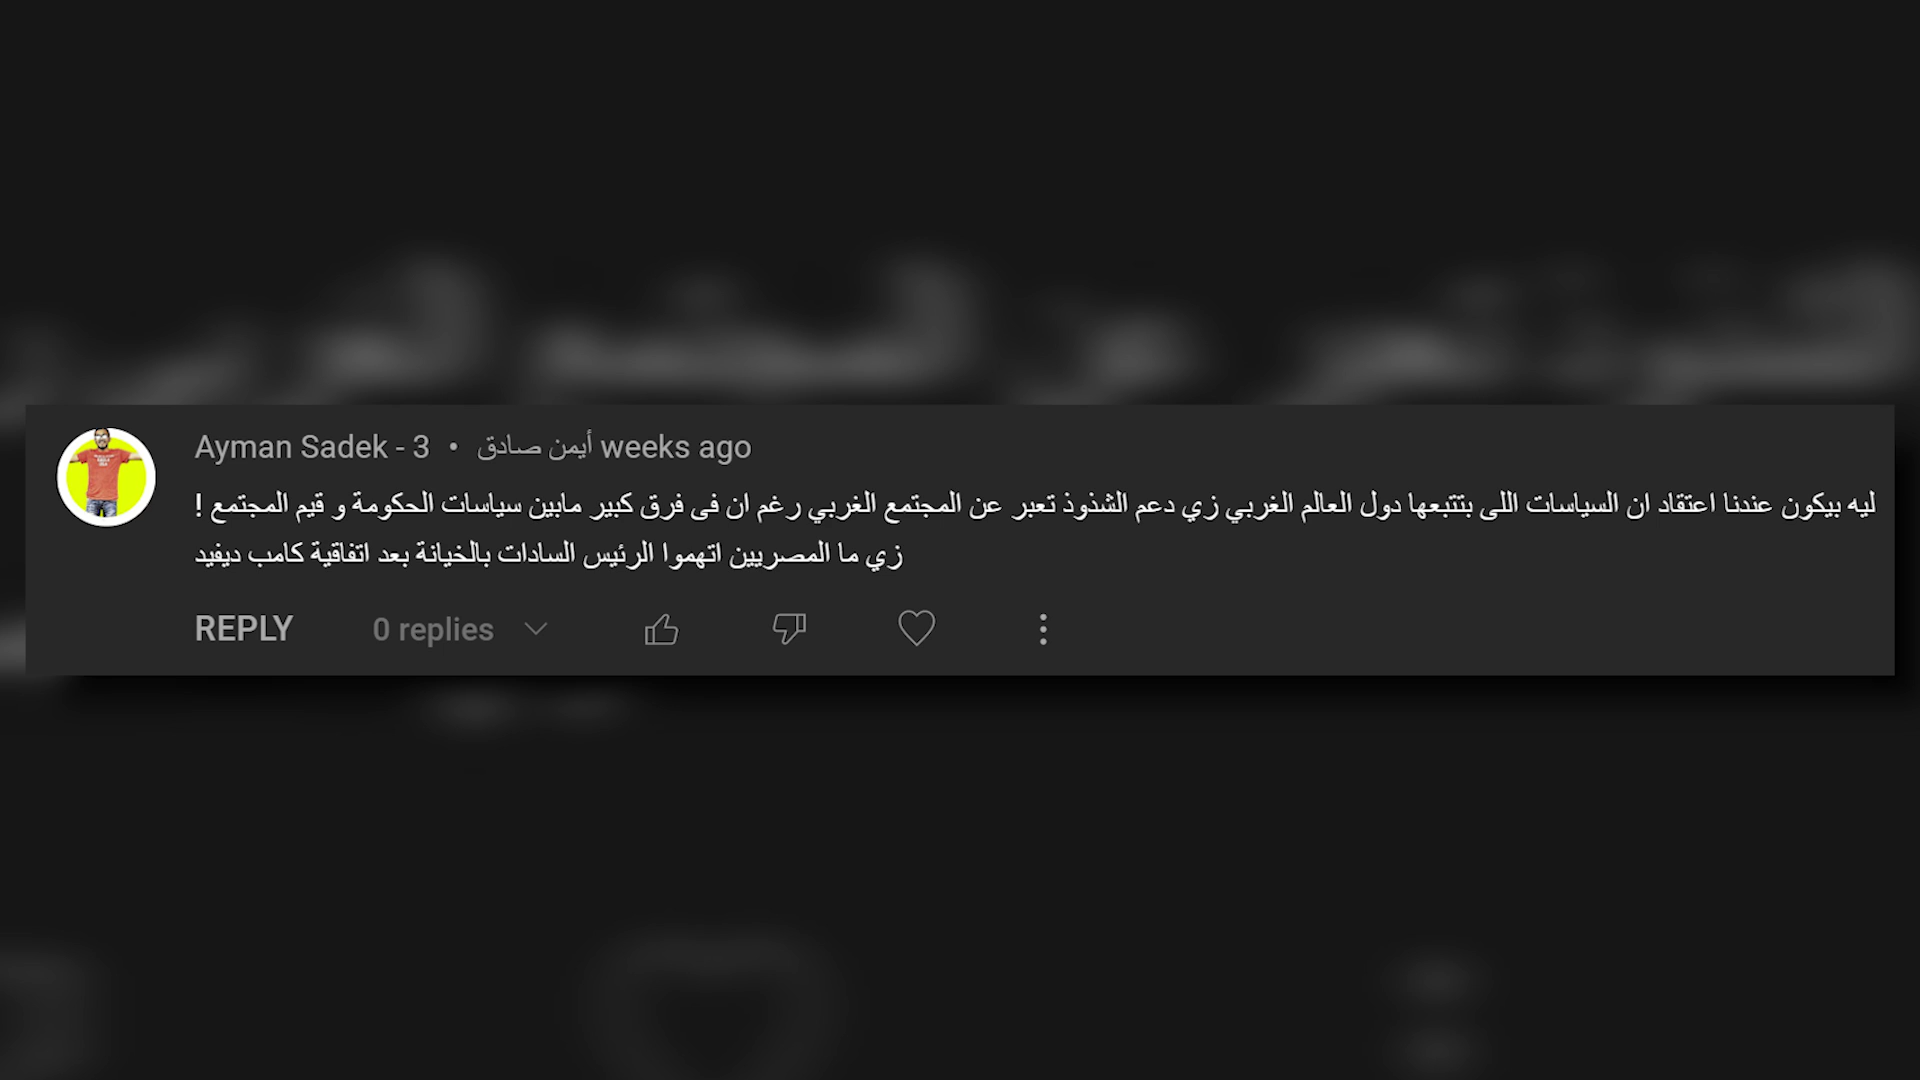 Ayman Sadek - أيمن صادق • 3 weeks ago
ليه بيكون عندنا اعتقاد ان السياسات اللى بتتبعها دول العالم الغربي زي دعم الشذوذ تعبر عن المجتمع الغربي رغم ان فى فرق كبير مابين سياسات الحكومة و قيم المجتمع !
زي ما المصريين اتهموا الرئيس السادات بالخيانة بعد اتفاقية كامب ديفيد
REPLY 0 replies